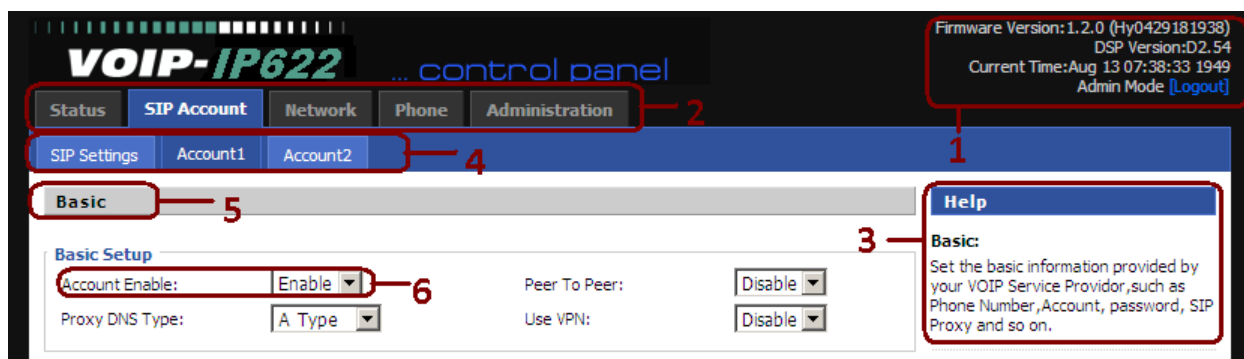 VOIP-IP622 ... control panel
Firmware Version:1.2.0 (Hy0429181938)
DSP Version:D2.54
Current Time:Aug 13 07:38:33 1949
Admin Mode [Logout]
1
Status SIP Account Network Phone Administration 2
SIP Settings Account1 Account2 4
Basic 5
Basic Setup
Account Enable: Enable 6 Peer To Peer: Disable
Proxy DNS Type: A Type Use VPN: Disable
3
Help
Basic:
Set the basic information provided by
your VOIP Service Providor,such as
Phone Number,Account, password, SIP
Proxy and so on.